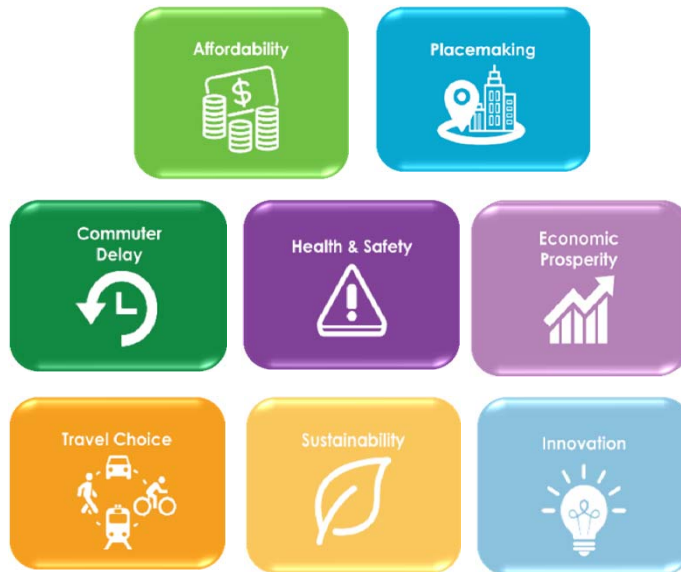 Affordability
$
Placemaking
Commuter
Delay
Health & Safety
Economic
Prosperity
Travel Choice
Sustainability
Innovation